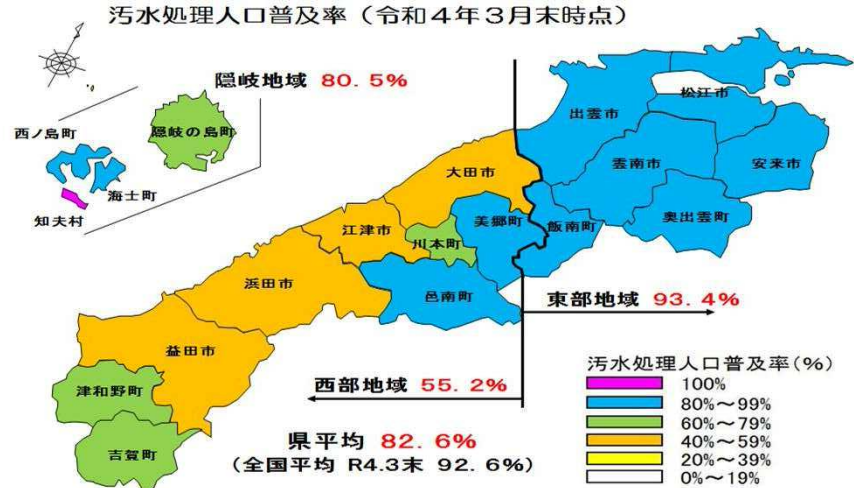 汚水処理人口普及率（令和４年３月末時点）
隠岐地域 80.5%
西ノ島町
隠岐の島町
海士町
知夫村
松江市
出雲市
雲南市
安来市
大田市
美郷町
飯南町
奥出雲町
江津市
川本町
浜田市
邑南町
東部地域 93.4%
益田市
津和野町
西部地域 55.2%
吉賀町
県平均 82.6%
（全国平均 R4.3末 92.6%）
汚水処理人口普及率(%)
100%
80%～99%
60%～79%
40%～59%
20%～39%
0%～19%